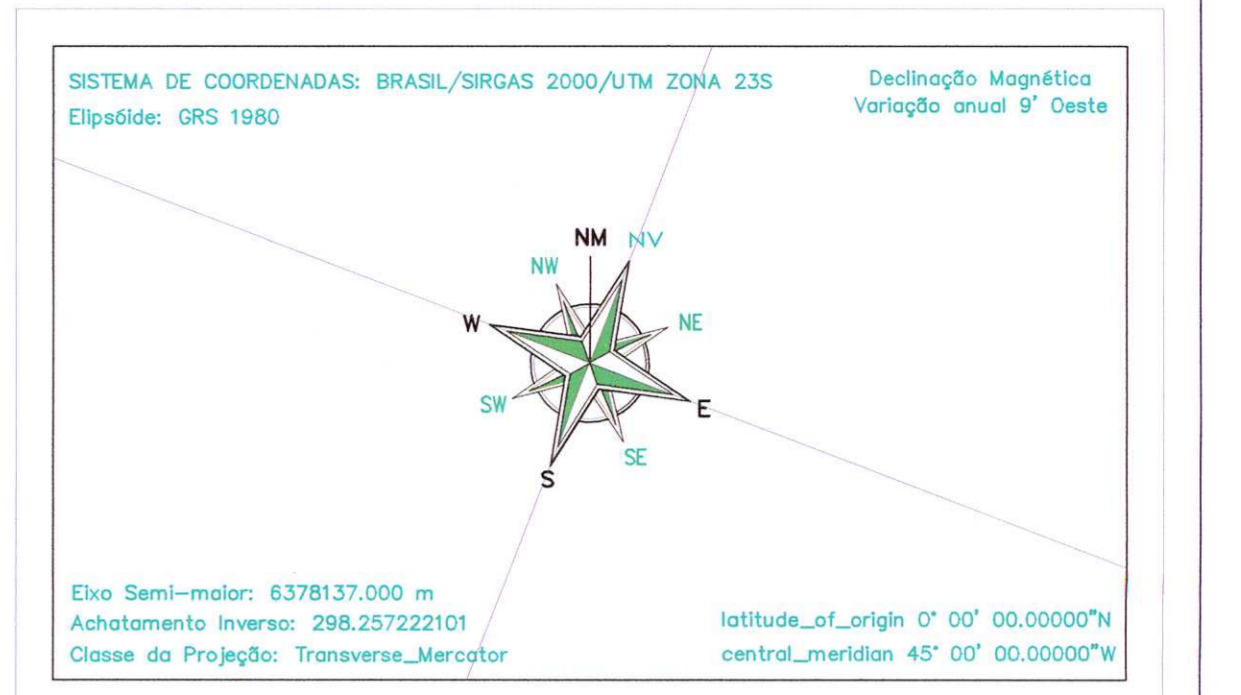 SISTEMA DE COORDENADAS: BRASIL/SIRGAS 2000/UTM ZONA 23S
Elipsóide: GRS 1980
Declinação Magnética
Variação anual 9' Oeste
NM NV
NW
W
NE
SW
E
SE
S
Eixo Semi-maior: 6378137.000 m
Achatamento Inverso: 298.257222101
Classe da Projeção: Transverse_Mercator
latitude_of_origin 0° 00' 00.00000"N
central_meridian 45° 00' 00.00000"W